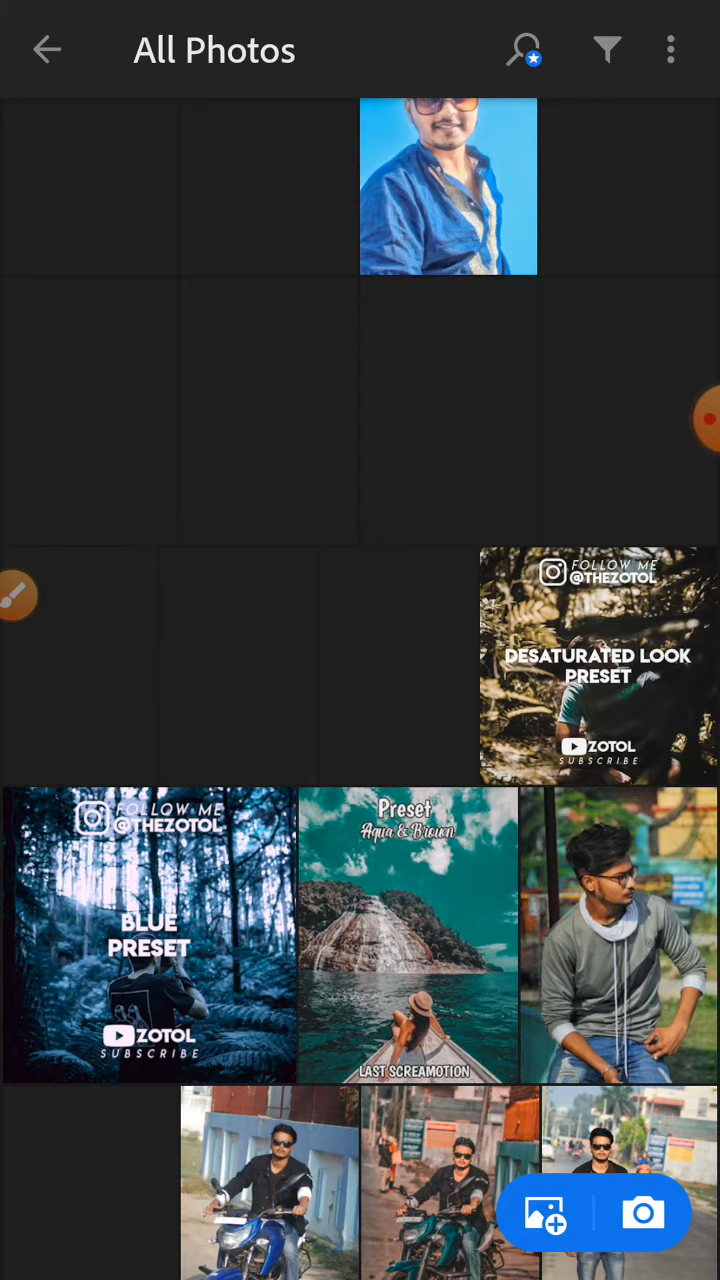 All Photos
FOLLOW ME
@THEZOTOL
DESATURATED LOOK
PRESET
ZOTOL
SUBSCRIBE
FOLLOW ME
@THEZOTOL
BLUE
PRESET
ZOTOL
SUBSCRIBE
Preset
Aqua & Brown
LAST SCREAMOTION